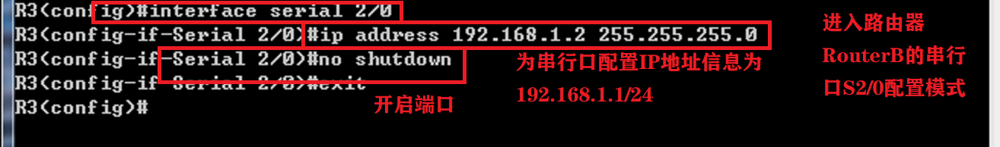 R3(config)#interface serial 2/0
R3(config-if-Serial 2/0)#ip address 192.168.1.2 255.255.255.0
R3(config-if-Serial 2/0)#no shutdown
R3(config-if-Serial 2/0)#exit
R3(config)#
进入路由器
RouterB的串行
口S2/0配置模式
为串行口配置IP地址信息为
192.168.1.1/24
开启端口